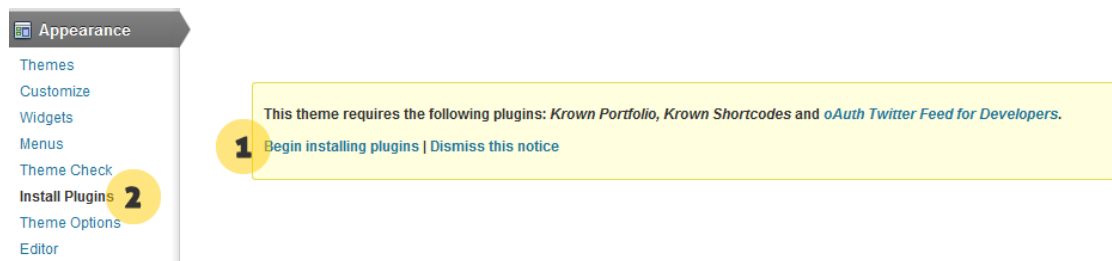 Appearance
Themes
Customize
Widgets
Menus
Theme Check
Install Plugins 2
Theme Options
Editor
This theme requires the following plugins: Krown Portfolio, Krown Shortcodes and oAuth Twitter Feed for Developers.
1 Begin installing plugins | Dismiss this notice